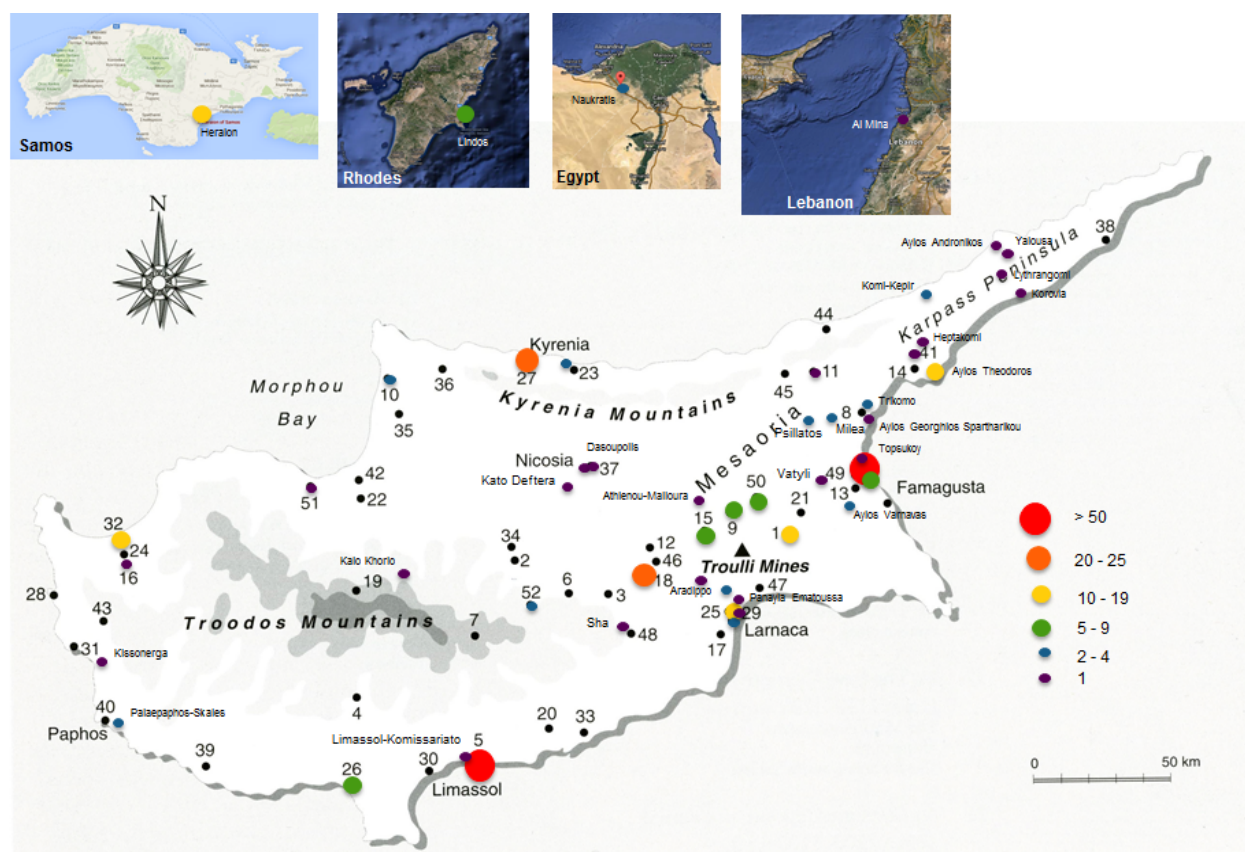 Samos
Heraion
Rhodes
Lindos
Egypt
Naukratis
Lebanon
Al Mina
Lebanon
N
38
Ayios Andronikos
Yalousa
Lythrangomi
Korovia
Karpass Peninsula
Komi-Kepir
44
Heptakomi
41
14
Ayios Theodoros
Kyrenia
27
23
36
10
35
Morphou
Bay
Kyrenia Mountains
45
11
Trikomo
8
Psillatos
Milea
Ayios Georghios Spartharikou
Topsukoy
Mesaoria
Dasoupolis
Nicosia
37
Kato Deftera
Vatyli
49
Famagusta
13
Ayios Varnavas
Athienou-Malloura
50
21
15
9
1
42
22
51
32
24
16
28
43
31
Kissonerga
34
2
12
46
18
Troulli Mines
Kalo Khorio
19
Troodos Mountains
7
52
6
3
Sha
48
Aradippo
47
Panayia Ematoussa
25
29
Larnaca
17
40
Palaepaphos-Skales
Paphos
39
4
26
Limassol-Komissariato
5
30
Limassol
20
33
> 50
20 - 25
10 - 19
5 - 9
2 - 4
1
0
50 km